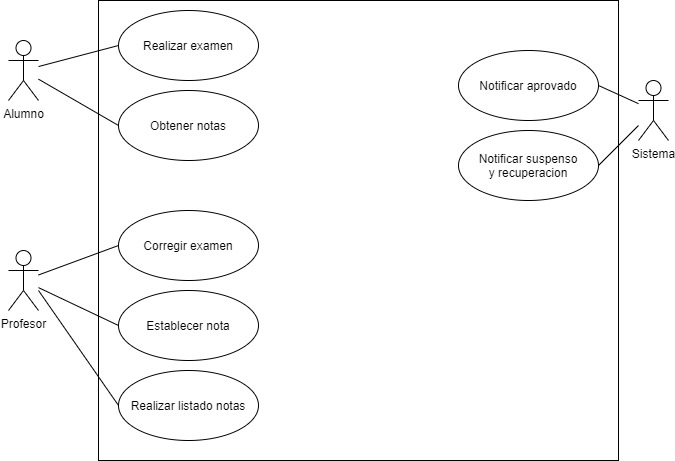 Realizar examen
Alumno
Obtener notas
Notificar aprovado
Notificar suspenso
y recuperacion
Sistema
Corregir examen
Profesor
Establecer nota
Realizar listado notas